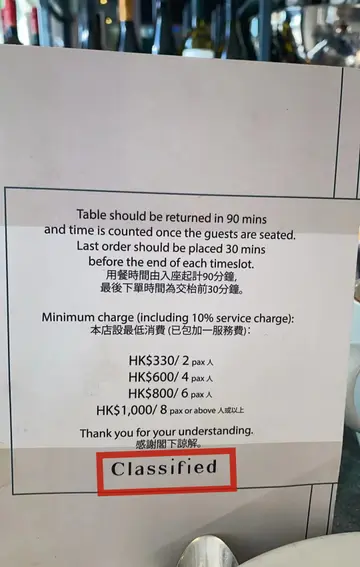 Table should be returned in 90 mins
and time is counted once the guests are seated.
Last order should be placed 30 mins
before the end of each timeslot.
用餐時間由入座起計90分鐘,
最後下單時間為交枱前30分鐘。
Minimum charge (including 10% service charge):
本店設最低消費 (已包加一服務費):
HK$330/ 2 pax 人
HK$600/ 4 pax 人
HK$800/ 6 pax 人
HK$1,000/ 8 pax or above 人或以上
Thank you for your understanding.
感謝閣下諒解。
Classified